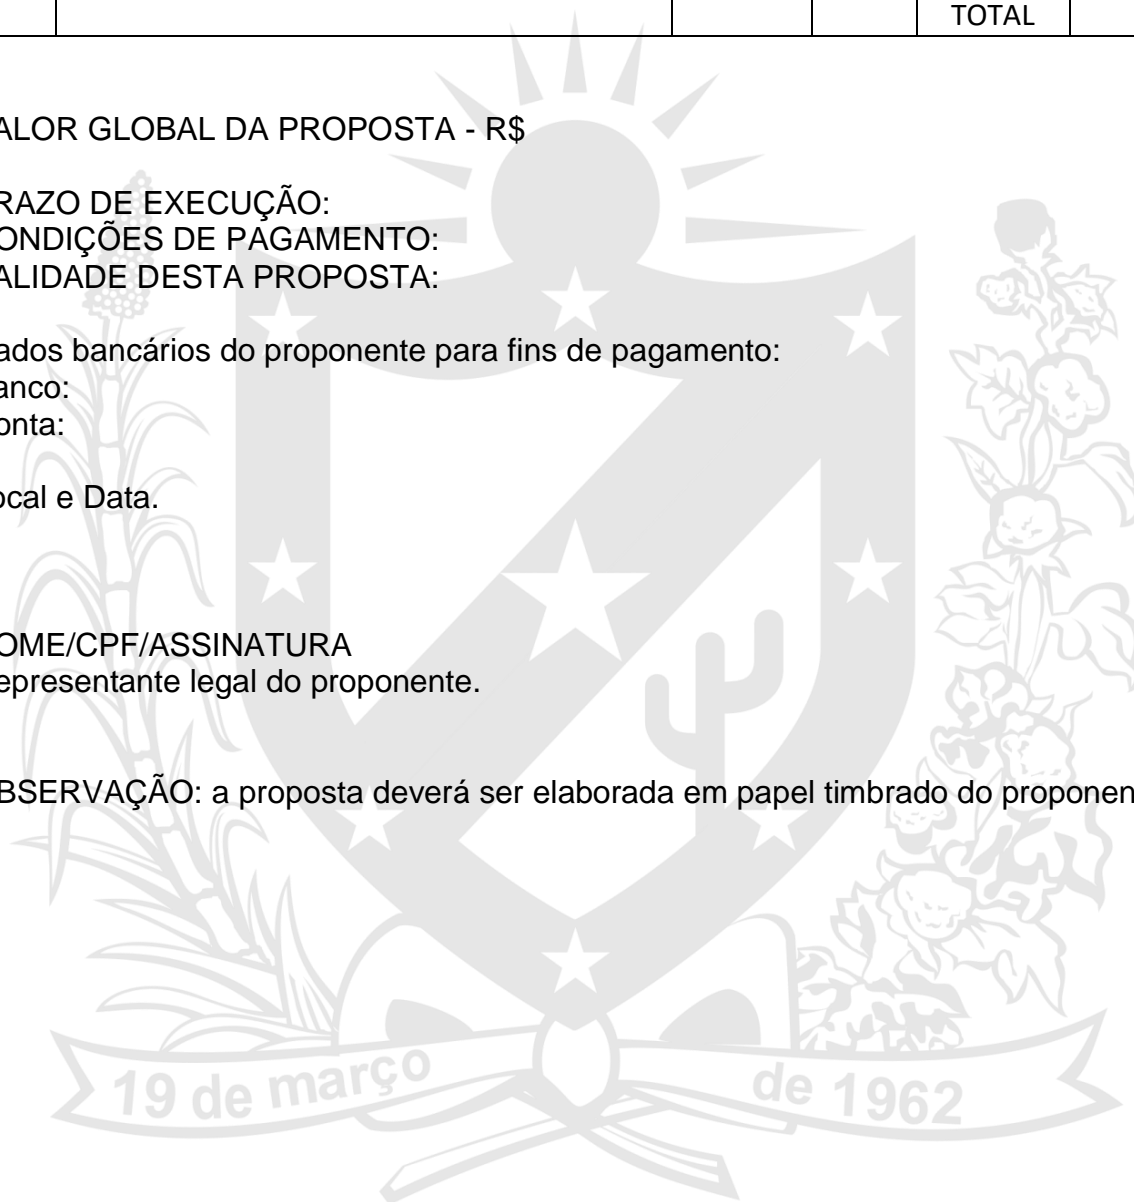 TOTAL
ALOR GLOBAL DA PROPOSTA - R$
RAZO DE EXECUÇÃO:
ONDIÇÕES DE PAGAMENTO:
ALIDADE DESTA PROPOSTA:
ados bancários do proponente para fins de pagamento:
anco:
onta:
ocal e Data.
OME/CPF/ASSINATURA
epresentante legal do proponente.
BSERVAÇÃO: a proposta deverá ser elaborada em papel timbrado do proponen
19 de março de 1962